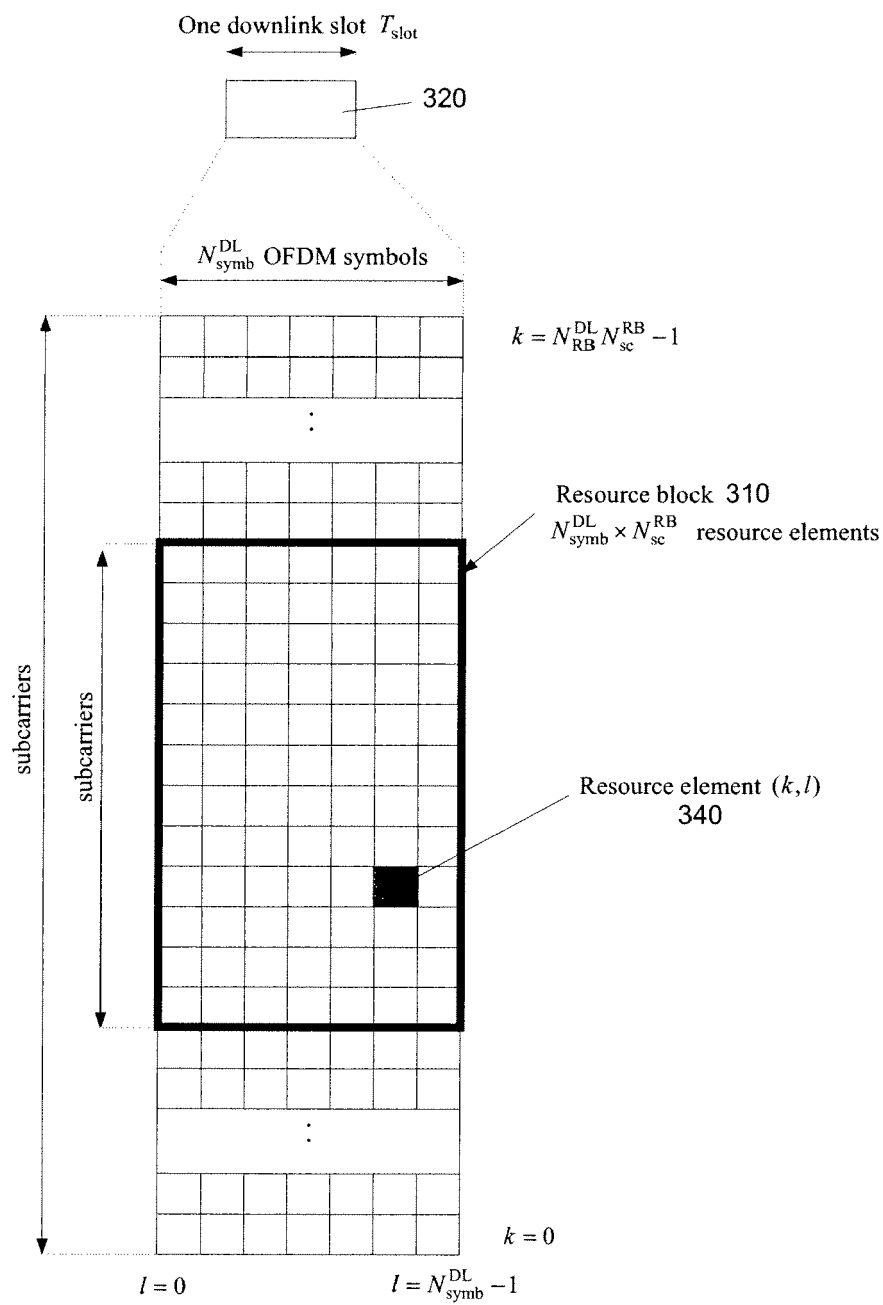 One downlink slot T_slot
320
N_symb^DL OFDM symbols
k = N_RB^DL N_sc^RB − 1
Resource block 310
N_symb^DL × N_sc^RB resource elements
subcarriers
subcarriers
Resource element (k, l)
340
k = 0
l = 0
l = N_symb^DL − 1